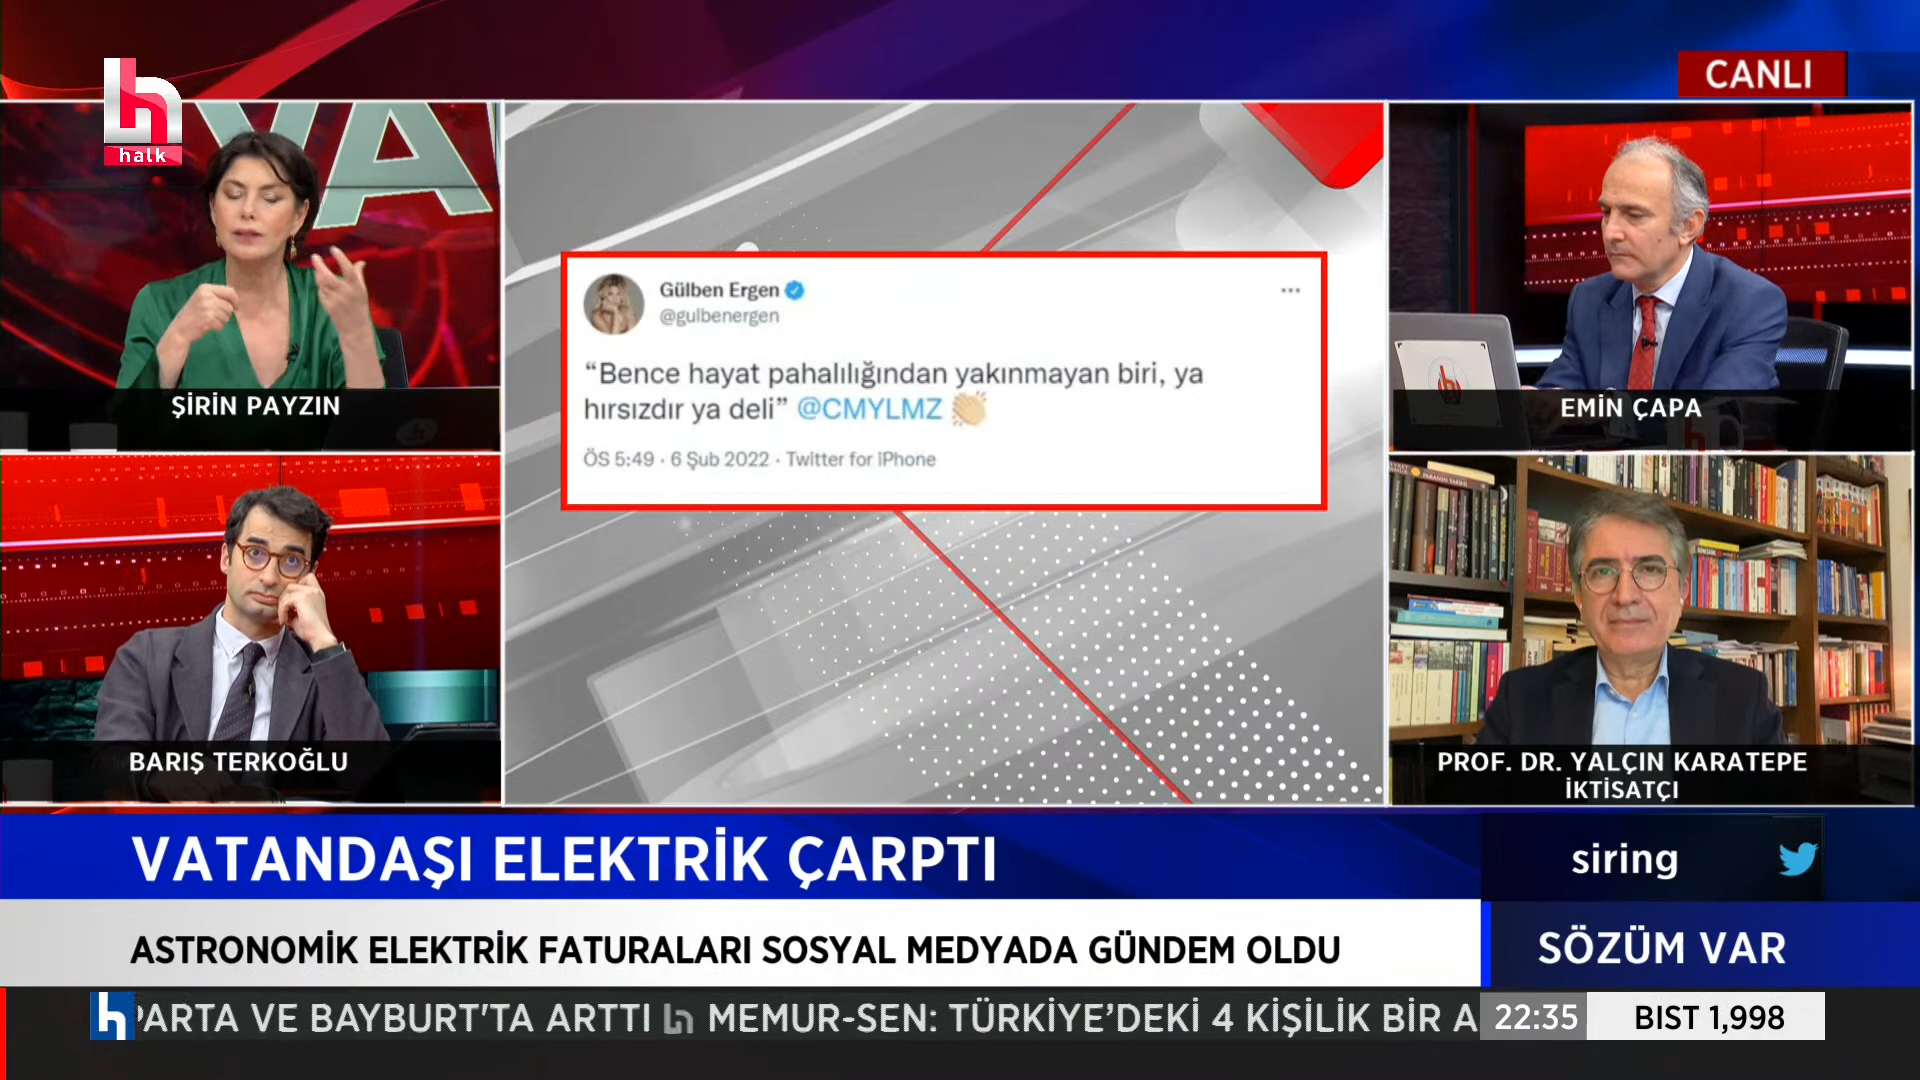 CANLI
halk
VA
ŞİRİN PAYZIN
Gülben Ergen
@gulbenergen
“Bence hayat pahalılığından yakınmayan biri, ya
hırsızdır ya deli” @CMYLMZ
ÖS 5:49 · 6 Şub 2022 · Twitter for iPhone
EMİN ÇAPA
BARIŞ TERKOĞLU
PROF. DR. YALÇIN KARATEPE
İKTİSATÇI
VATANDAŞI ELEKTRİK ÇARPTI
siring
ASTRONOMİK ELEKTRİK FATURALARI SOSYAL MEDYADA GÜNDEM OLDU
SÖZÜM VAR
PARTA VE BAYBURT'TA ARTTI MEMUR-SEN: TÜRKİYE’DEKİ 4 KİŞİLİK BİR A 22:35 BIST 1,998